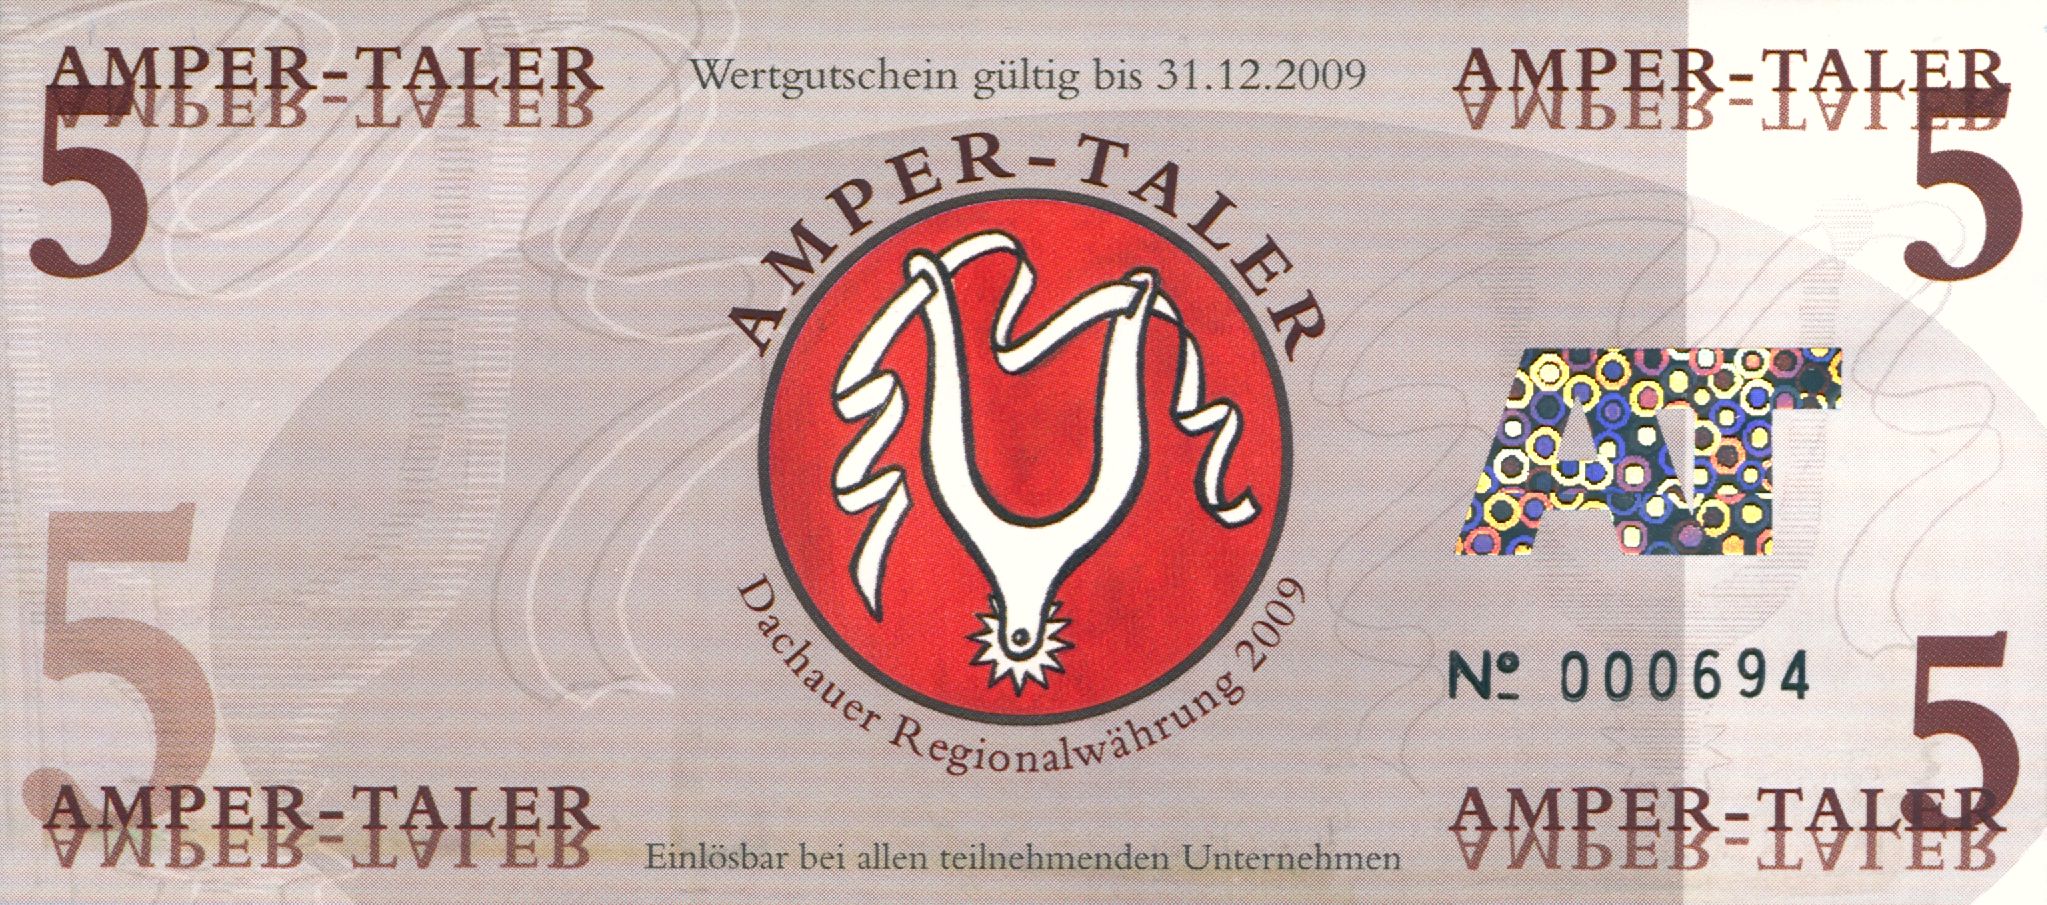 AMPER-TALER
Wertgutschein gültig bis 31.12.2009
AMPER-TALER
5
5
AMPER-TALER
AT
Dachauer Regionalwährung 2009
Nº 000694
5
5
AMPER-TALER
Einlösbar bei allen teilnehmenden Unternehmen
AMPER-TALER